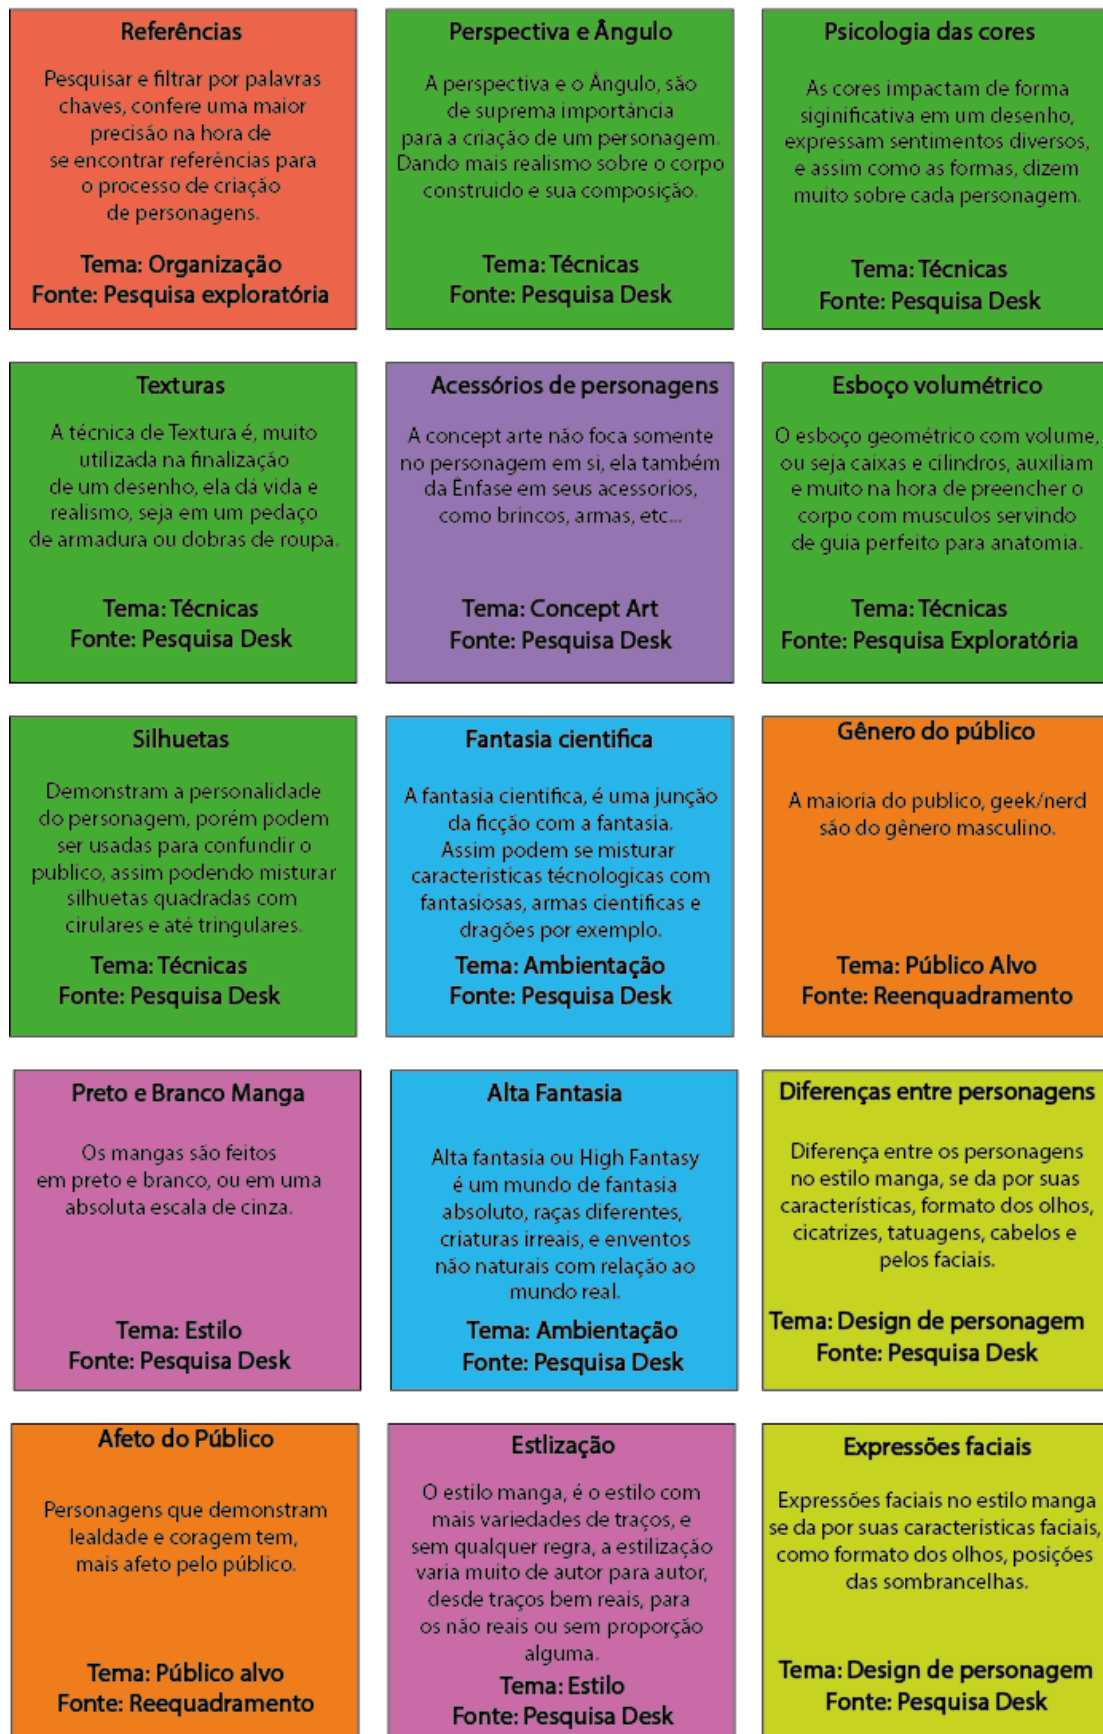 Referências
Pesquisar e filtrar por palavras
chaves, confere uma maior
precisão na hora de
se encontrar referências para
o processo de criação
de personagens.
Tema: Organização
Fonte: Pesquisa exploratória
Perspectiva e Ângulo
A perspectiva e o Ângulo, são
de suprema importância
para a criação de um personagem.
Dando mais realismo sobre o corpo
construido e sua composição.
Tema: Técnicas
Fonte: Pesquisa Desk
Psicologia das cores
As cores impactam de forma
siginificativa em um desenho,
expressam sentimentos diversos,
e assim como as formas, dizem
muito sobre cada personagem.
Tema: Técnicas
Fonte: Pesquisa Desk
Texturas
A técnica de Textura é, muito
utilizada na finalização
de um desenho, ela dá vida e
realismo, seja em um pedaço
de armadura ou dobras de roupa.
Tema: Técnicas
Fonte: Pesquisa Desk
Acessórios de personagens
A concept arte não foca somente
no personagem em si, ela também
da Ênfase em seus acessorios,
como brincos, armas, etc...
Tema: Concept Art
Fonte: Pesquisa Desk
Esboço volumétrico
O esboço geométrico com volume,
ou seja caixas e cilindros, auxiliam
e muito na hora de preencher o
corpo com musculos servindo
de guia perfeito para anatomia.
Tema: Técnicas
Fonte: Pesquisa Exploratória
Silhuetas
Demonstram a personalidade
do personagem, porém podem
ser usadas para confundir o
publico, assim podendo misturar
silhuetas quadradas com
cirulares e até tringulares.
Tema: Técnicas
Fonte: Pesquisa Desk
Fantasia cientifica
A fantasia cientifica, é uma junção
da ficção com a fantasia.
Assim podem se misturar
caracteristicas técnologicas com
fantasiosas, armas cientificas e
dragões por exemplo.
Tema: Ambientação
Fonte: Pesquisa Desk
Gênero do público
A maioria do publico, geek/nerd
são do gênero masculino.
Tema: Público Alvo
Fonte: Reenquadramento
Preto e Branco Manga
Os mangas são feitos
em preto e branco, ou em uma
absoluta escala de cinza.
Tema: Estilo
Fonte: Pesquisa Desk
Alta Fantasia
Alta fantasia ou High Fantasy
é um mundo de fantasia
absoluto, raças diferentes,
criaturas irreais, e enventos
não naturais com relação ao
mundo real.
Tema: Ambientação
Fonte: Pesquisa Desk
Diferenças entre personagens
Diferença entre os personagens
no estilo manga, se da por suas
características, formato dos olhos,
cicatrizes, tatuagens, cabelos e
pelos faciais.
Tema: Design de personagem
Fonte: Pesquisa Desk
Afeto do Público
Personagens que demonstram
lealdade e coragem tem,
mais afeto pelo público.
Tema: Público alvo
Fonte: Reequadramento
Estlização
O estilo manga, é o estilo com
mais variedades de traços, e
sem qualquer regra, a estilização
varia muito de autor para autor,
desde traços bem reais, para
os não reais ou sem proporção
alguma.
Tema: Estilo
Fonte: Pesquisa Desk
Expressões faciais
Expressões faciais no estilo manga
se da por suas caracteristicas faciais,
como formato dos olhos, posições
das sombrancelhas.
Tema: Design de personagem
Fonte: Pesquisa Desk